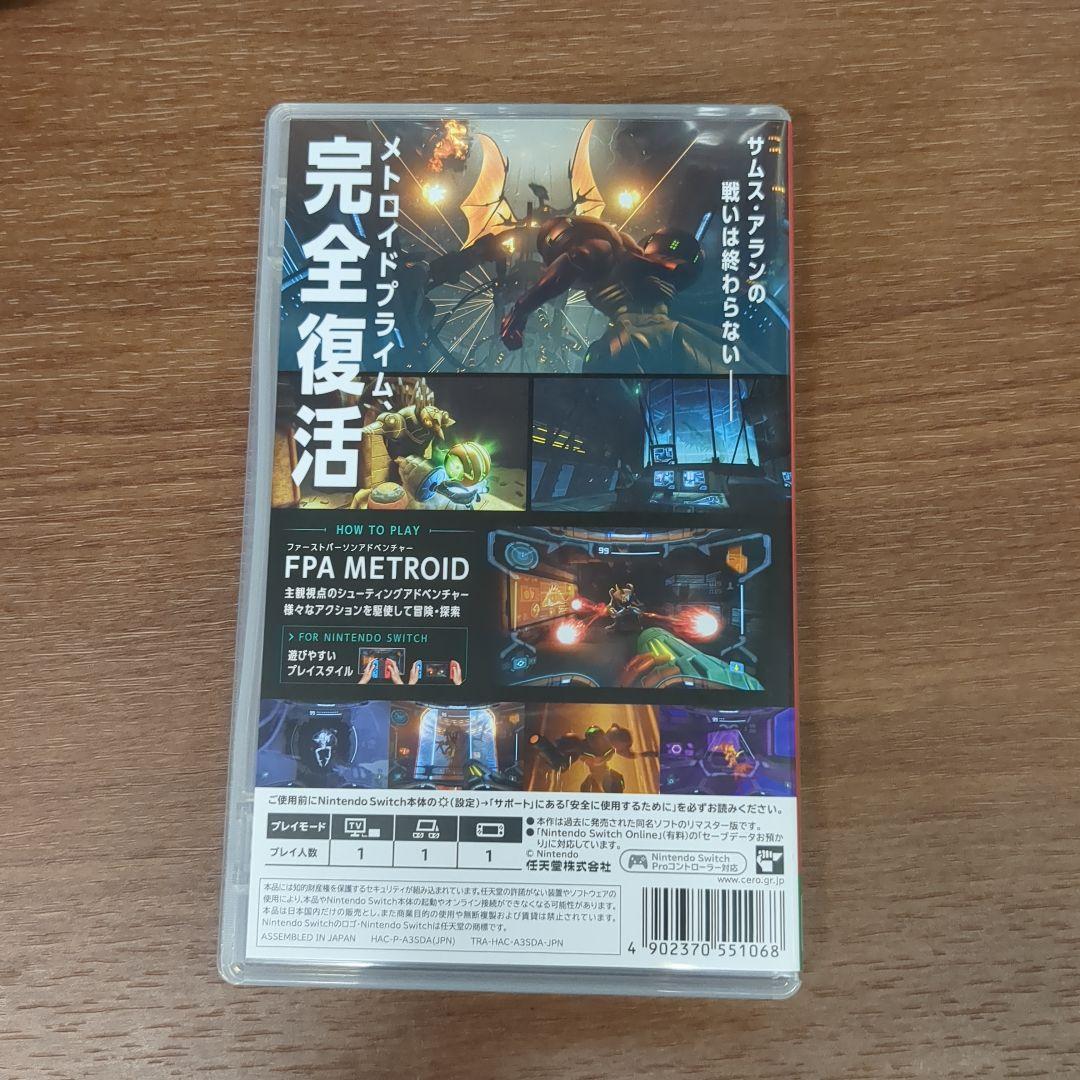 サムス・アランの
戦いは終わらない――
メトロイドプライム、
完全復活
HOW TO PLAY
ファーストパーソンアドベンチャー
FPA METROID
主観視点のシューティングアドベンチャー
様々なアクションを駆使して冒険・探索
> FOR NINTENDO SWITCH
遊びやすい
プレイスタイル
99
ご使用前にNintendo Switch本体の(設定)→「サポート」にある「安全に使用するために」を必ずお読みください。
プレイモード TV
プレイ人数 1 1 1
●本作は過去に発売された同名ソフトのリマスター版です。
●「Nintendo Switch Online」(有料)の「セーブデータお預か
り」に対応しています。
© Nintendo
任天堂株式会社
Nintendo Switch
Proコントローラー対応
www.cero.gr.jp
本品には知的財産権を保護するセキュリティが組み込まれています。任天堂の許諾がない装置やソフトウェアの
使用により、本品やNintendo Switch本体の起動やオンライン接続ができなくなる可能性があります。
本品は日本国内だけの販売とし、また商業目的の使用や無断複製および賃貸は禁止されています。
Nintendo Switchのロゴ・Nintendo Switchは任天堂の商標です。
ASSEMBLED IN JAPAN HAC-P-A3SDA(JPN) TRA-HAC-A3SDA-JPN
4 902370 551068